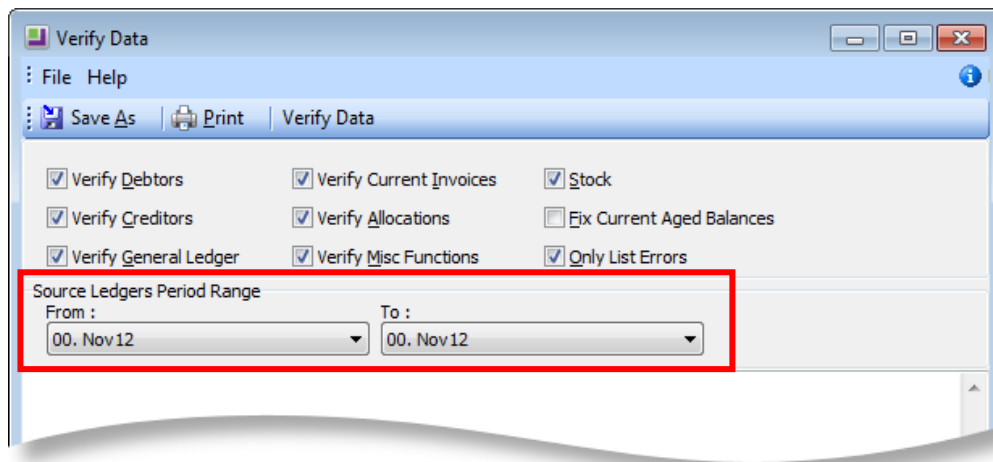 Verify Data
File Help
Save As Print Verify Data
Verify Debtors Verify Current Invoices Stock
Verify Creditors Verify Allocations Fix Current Aged Balances
Verify General Ledger Verify Misc Functions Only List Errors
Source Ledgers Period Range
From : To :
00. Nov12 00. Nov12